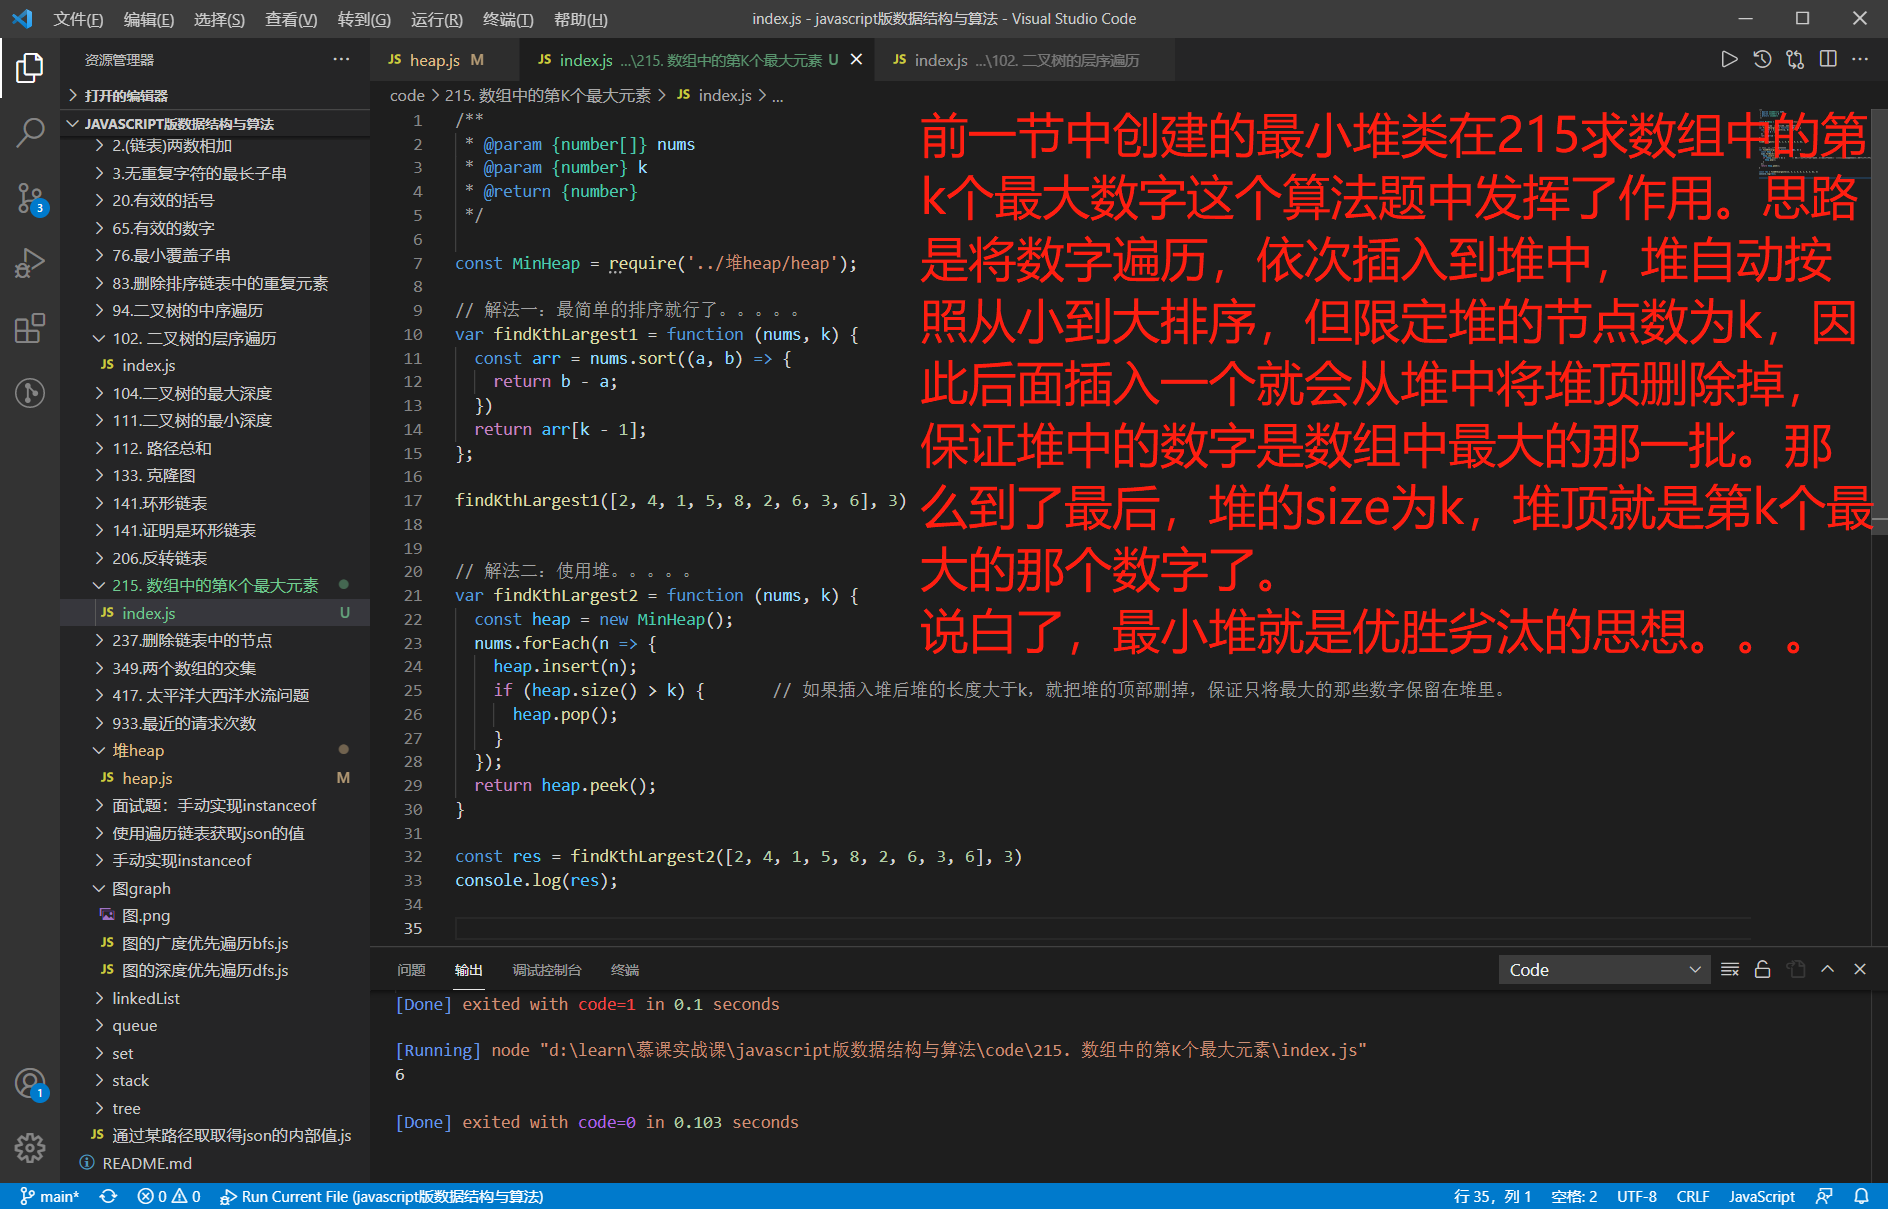 文件(F) 编辑(E) 选择(S) 查看(V) 转到(G) 运行(R) 终端(T) 帮助(H)
index.js - javascript版数据结构与算法 - Visual Studio Code
资源管理器
打开的编辑器
JAVASCRIPT版数据结构与算法
2.(链表)两数相加
3.无重复字符的最长子串
20.有效的括号
65.有效的数字
76.最小覆盖子串
83.删除排序链表中的重复元素
94.二叉树的中序遍历
102. 二叉树的层序遍历
JS index.js
104.二叉树的最大深度
111.二叉树的最小深度
112. 路径总和
133. 克隆图
141.环形链表
141.证明是环形链表
206.反转链表
215. 数组中的第K个最大元素
JS index.js U
237.删除链表中的节点
349.两个数组的交集
417. 太平洋大西洋水流问题
933.最近的请求次数
堆heap
JS heap.js M
面试题：手动实现instanceof
使用遍历链表获取json的值
手动实现instanceof
图graph
图.png
JS 图的广度优先遍历bfs.js
JS 图的深度优先遍历dfs.js
linkedList
queue
set
stack
tree
JS 通过某路径取取得json的内部值.js
README.md
3
1
JS heap.js M
JS index.js ...\215. 数组中的第K个最大元素 U
JS index.js ...\102. 二叉树的层序遍历
code > 215. 数组中的第K个最大元素 > JS index.js > ...
1 /**
2 * @param {number[]} nums
3 * @param {number} k
4 * @return {number}
5 */
6
7 const MinHeap = require('../堆heap/heap');
8
9 // 解法一：最简单的排序就行了。。。。。
10 var findKthLargest1 = function (nums, k) {
11 const arr = nums.sort((a, b) => {
12 return b - a;
13 })
14 return arr[k - 1];
15 };
16
17 findKthLargest1([2, 4, 1, 5, 8, 2, 6, 3, 6], 3)
18
19
20 // 解法二：使用堆。。。。。
21 var findKthLargest2 = function (nums, k) {
22 const heap = new MinHeap();
23 nums.forEach(n => {
24 heap.insert(n);
25 if (heap.size() > k) { // 如果插入堆后堆的长度大于k，就把堆的顶部删掉，保证只将最大的那些数字保留在堆里。
26 heap.pop();
27 }
28 });
29 return heap.peek();
30 }
31
32 const res = findKthLargest2([2, 4, 1, 5, 8, 2, 6, 3, 6], 3)
33 console.log(res);
34
35
前一节中创建的最小堆类在215求数组中的第
k个最大数字这个算法题中发挥了作用。思路
是将数字遍历，依次插入到堆中，堆自动按
照从小到大排序，但限定堆的节点数为k，因
此后面插入一个就会从堆中将堆顶删除掉，
保证堆中的数字是数组中最大的那一批。那
么到了最后，堆的size为k，堆顶就是第k个最
大的那个数字了。
说白了，最小堆就是优胜劣汰的思想。。。
问题 输出 调试控制台 终端
Code
[Done] exited with code=1 in 0.1 seconds
[Running] node "d:\learn\慕课实战课\javascript版数据结构与算法\code\215. 数组中的第K个最大元素\index.js"
6
[Done] exited with code=0 in 0.103 seconds
main* 0 0 Run Current File (javascript版数据结构与算法)
行 35，列 1 空格: 2 UTF-8 CRLF JavaScript